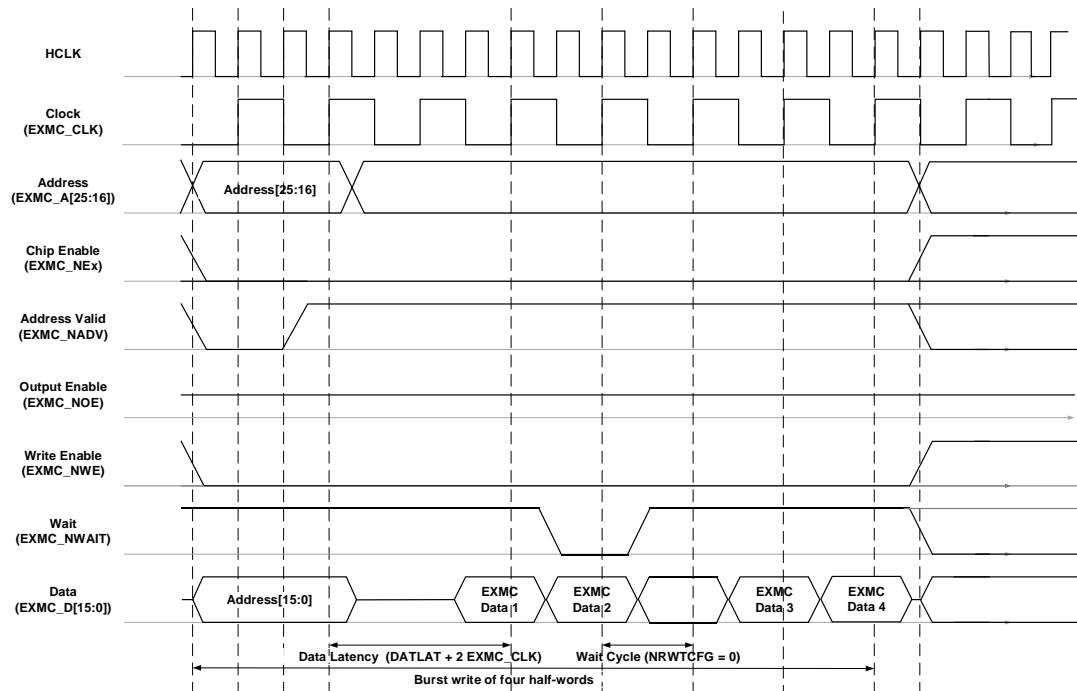 HCLK
Clock
(EXMC_CLK)
Address
(EXMC_A[25:16])
Address[25:16]
Chip Enable
(EXMC_NEx)
Address Valid
(EXMC_NADV)
Output Enable
(EXMC_NOE)
Write Enable
(EXMC_NWE)
Wait
(EXMC_NWAIT)
Data
(EXMC_D[15:0])
Address[15:0]
EXMC
Data 1
EXMC
Data 2
EXMC
Data 3
EXMC
Data 4
Data Latency (DATLAT + 2 EXMC_CLK)
Wait Cycle (NRWTCFG = 0)
Burst write of four half-words